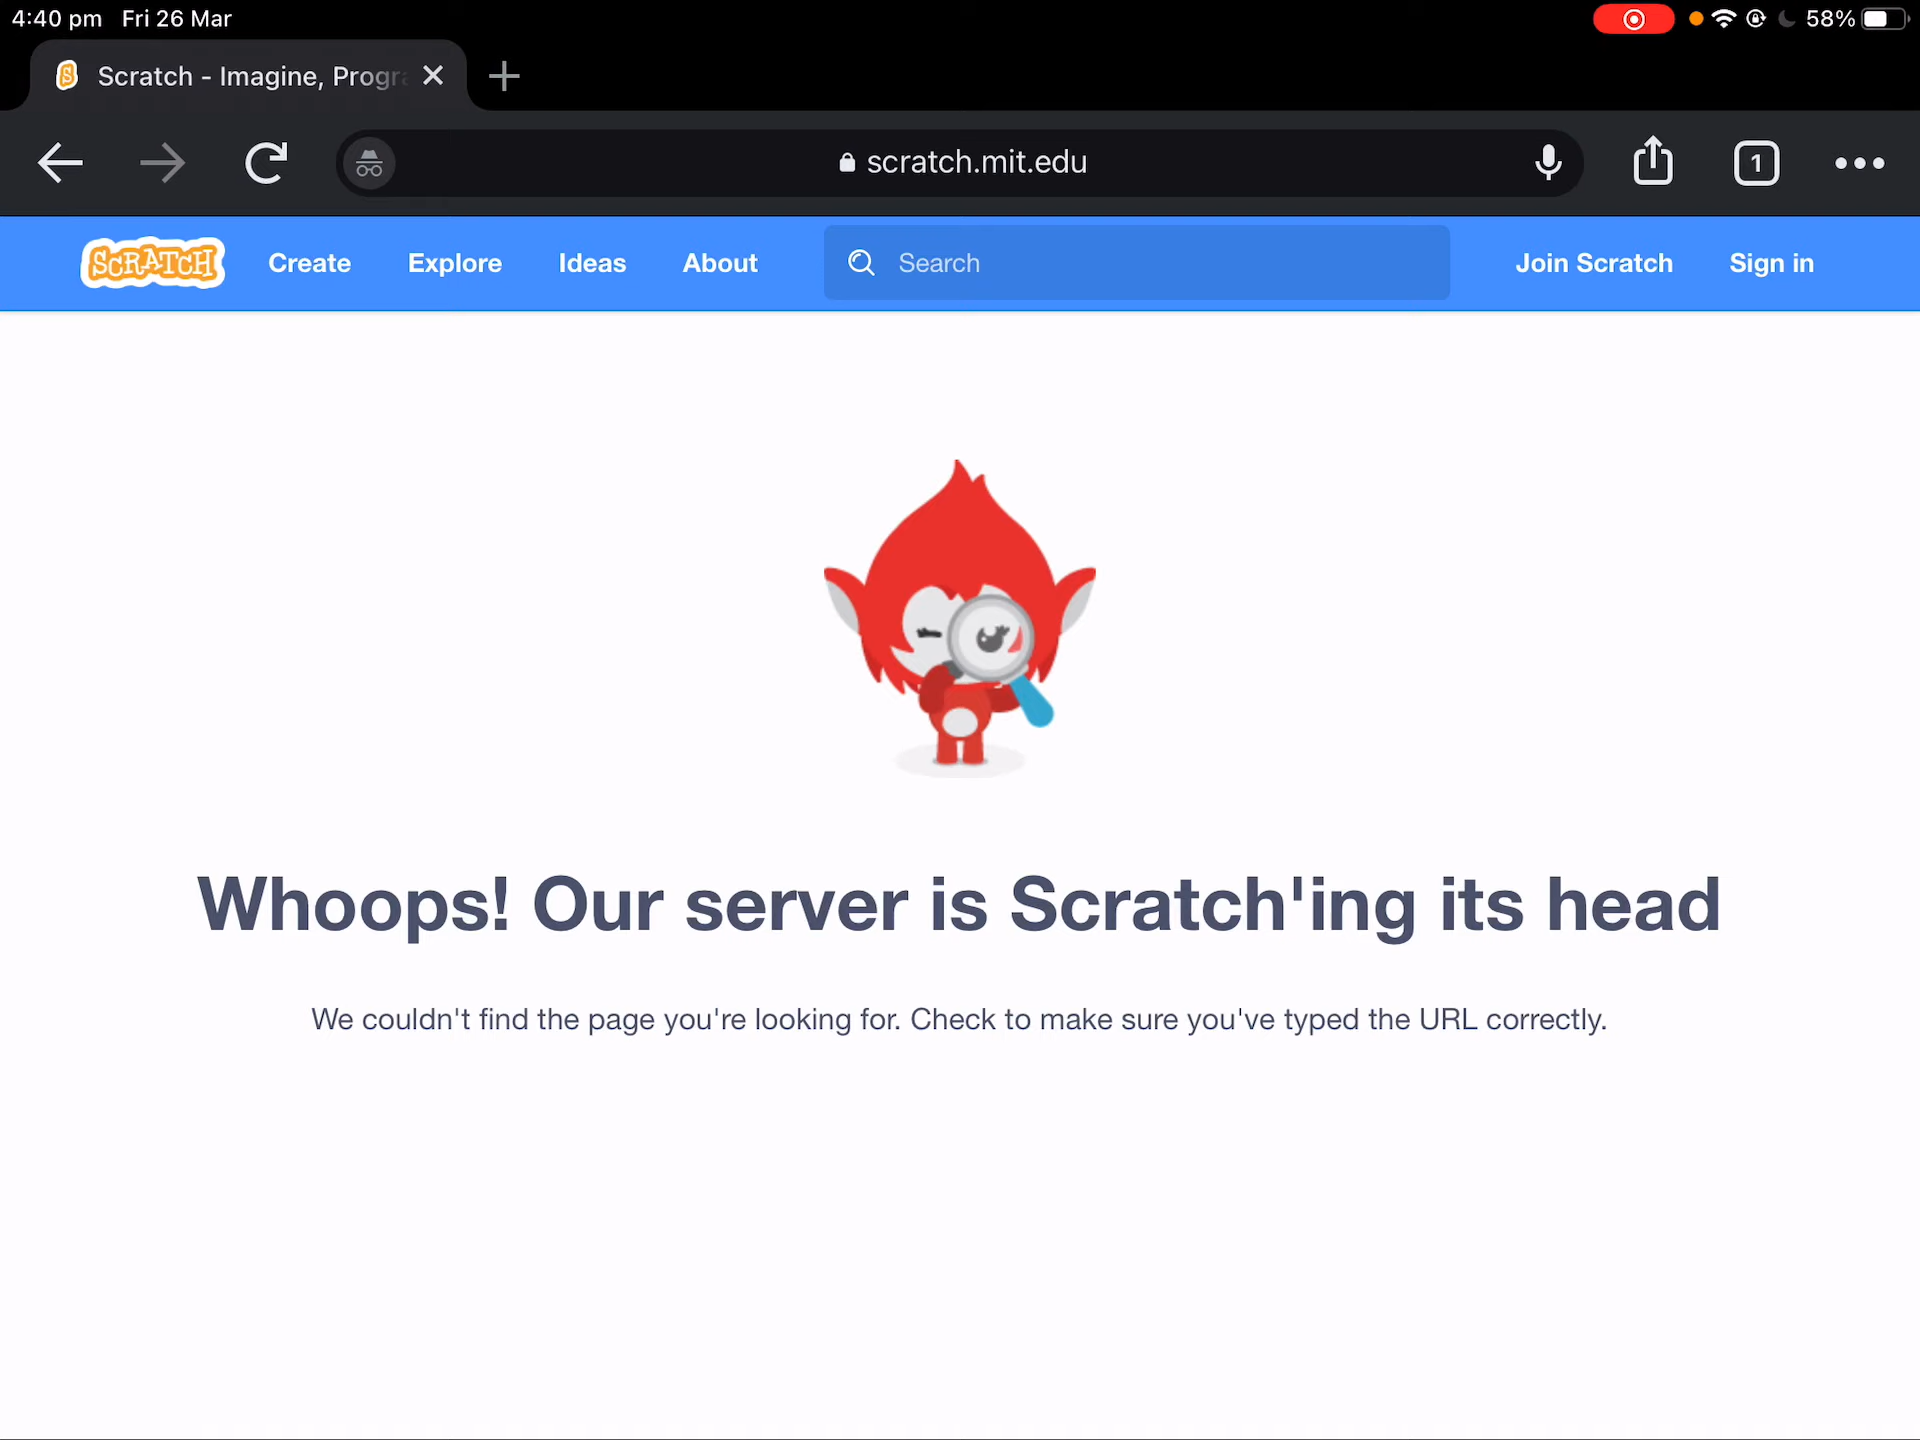 4:40 pm Fri 26 Mar
58%
Scratch - Imagine, Progra
scratch.mit.edu
1
SCRATCH
Create
Explore
Ideas
About
Search
Join Scratch
Sign in
Whoops! Our server is Scratch'ing its head
We couldn't find the page you're looking for. Check to make sure you've typed the URL correctly.